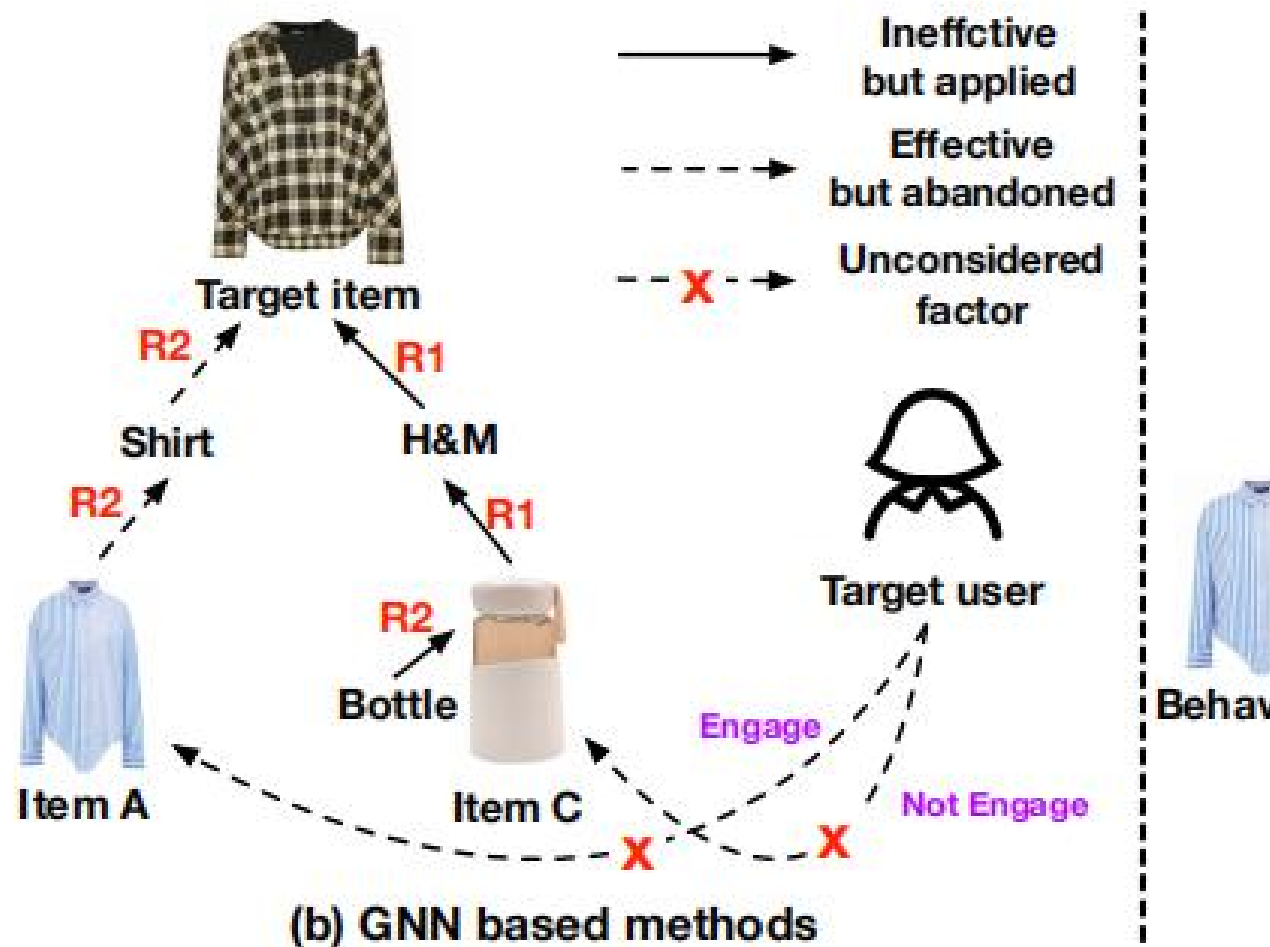 Ineffctive
but applied
Effective
but abandoned
X
Unconsidered
factor
Target item
R2
R1
Shirt
H&M
R2
R1
Target user
R2
Bottle
Behav
Engage
Item A
Item C
Not Engage
X
X
(b) GNN based methods